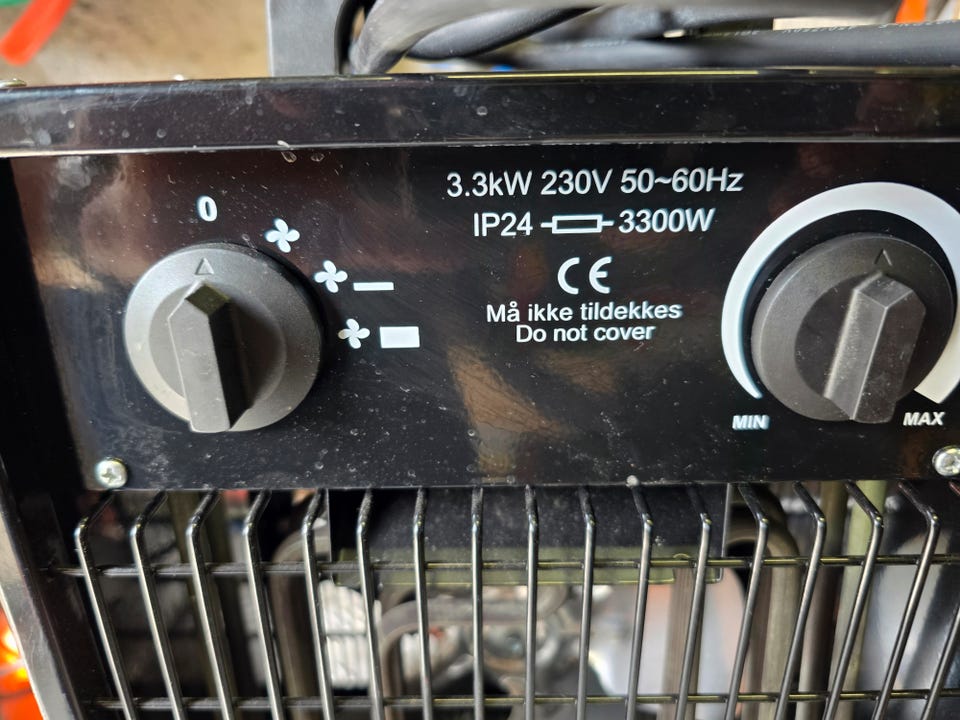 3.3kW 230V 50~60Hz
IP24 3300W
CE
Må ikke tildekkes
Do not cover
0
MIN MAX